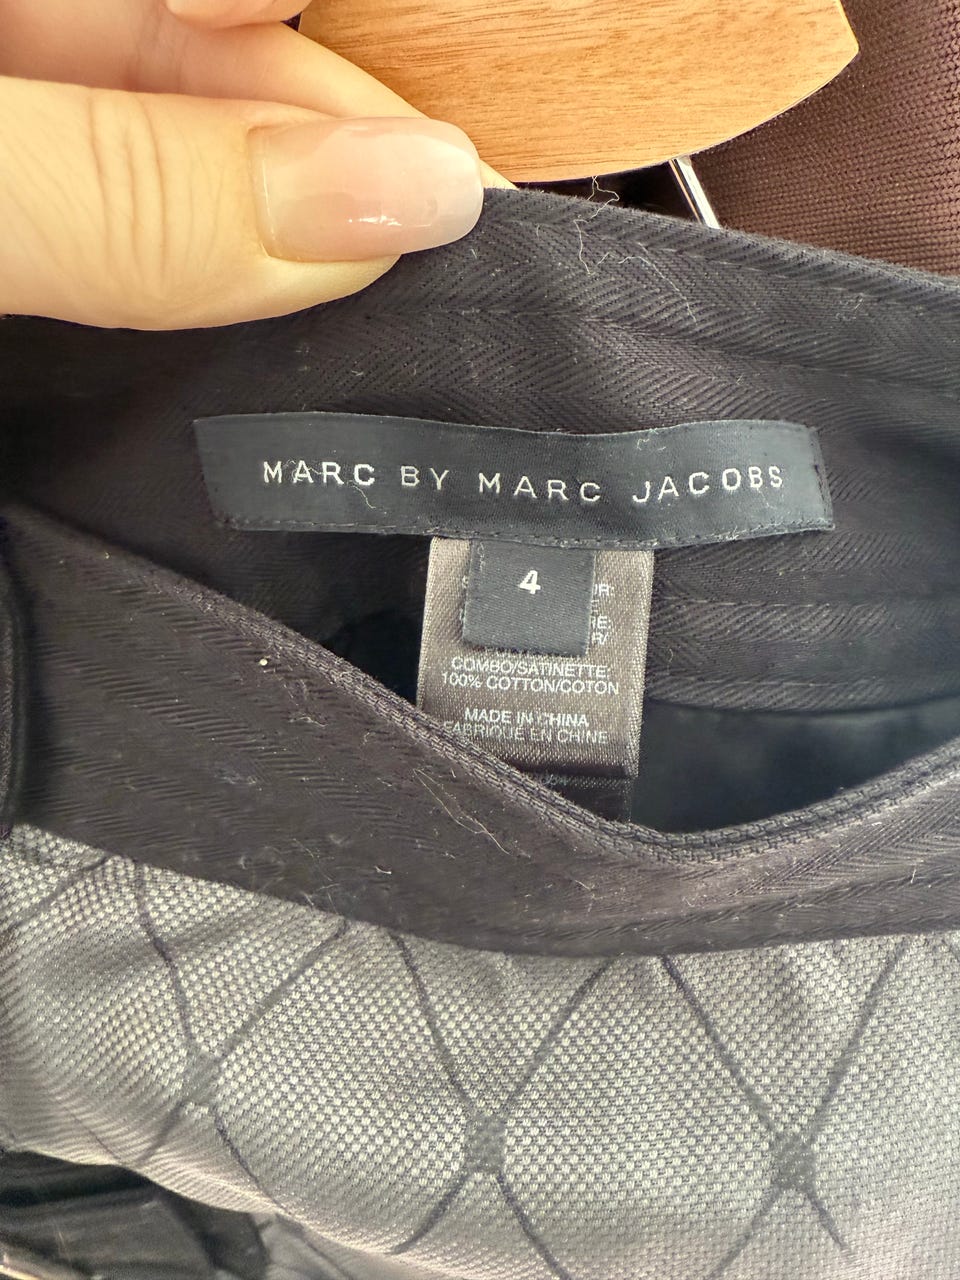 MARC BY MARC JACOBS
4
COMBO/SATINETTE:
100% COTTON/COTON
MADE IN CHINA
FABRIQUE EN CHINE